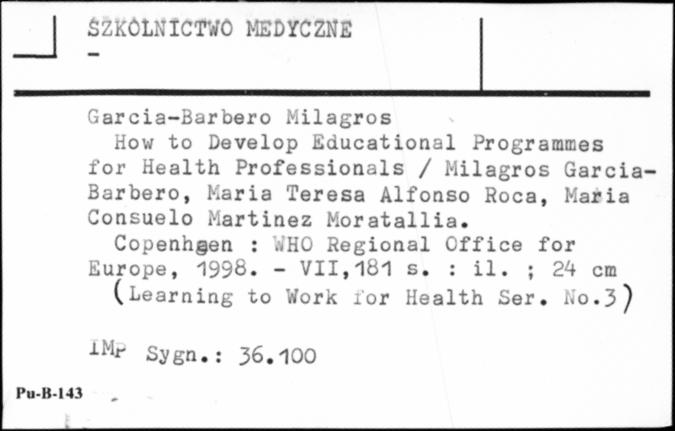 SZKOLNICTWO MEDYCZNE
-
Garcia-Barbero Milagros
How to Develop Educational Programmes
for Health Professionals / Milagros Garcia-
Barbero, Maria Teresa Alfonso Roca, Maria
Consuelo Martinez Moratallia.
Copenhagen : WHO Regional Office for
Europe, 1998. - VII,181 s. : il. ; 24 cm
(Learning to Work for Health Ser. No.3)
IMP Sygn.: 36.100
Pu-B-143